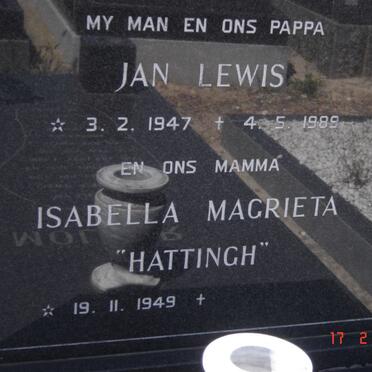 MY MAN EN ONS PAPPA
JAN LEWIS
☆ 3. 2. 1947 † 4. 5. 1989
EN ONS MAMMA
ISABELLA MAGRIETA
"HATTINGH"
☆ 19. 11. 1949 †
17 2